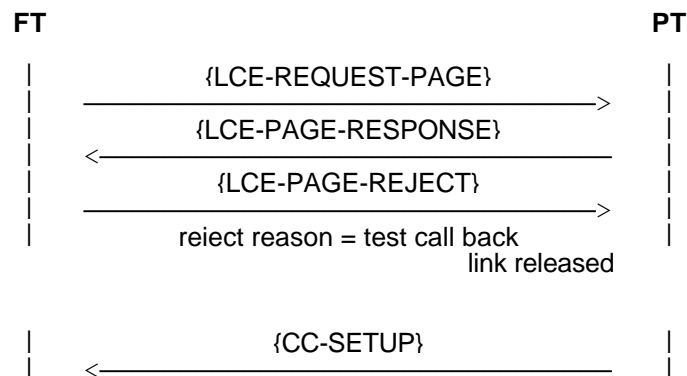 FT PT
{LCE-REQUEST-PAGE}
{LCE-PAGE-RESPONSE}
{LCE-PAGE-REJECT}
reiect reason = test call back
link released
{CC-SETUP}